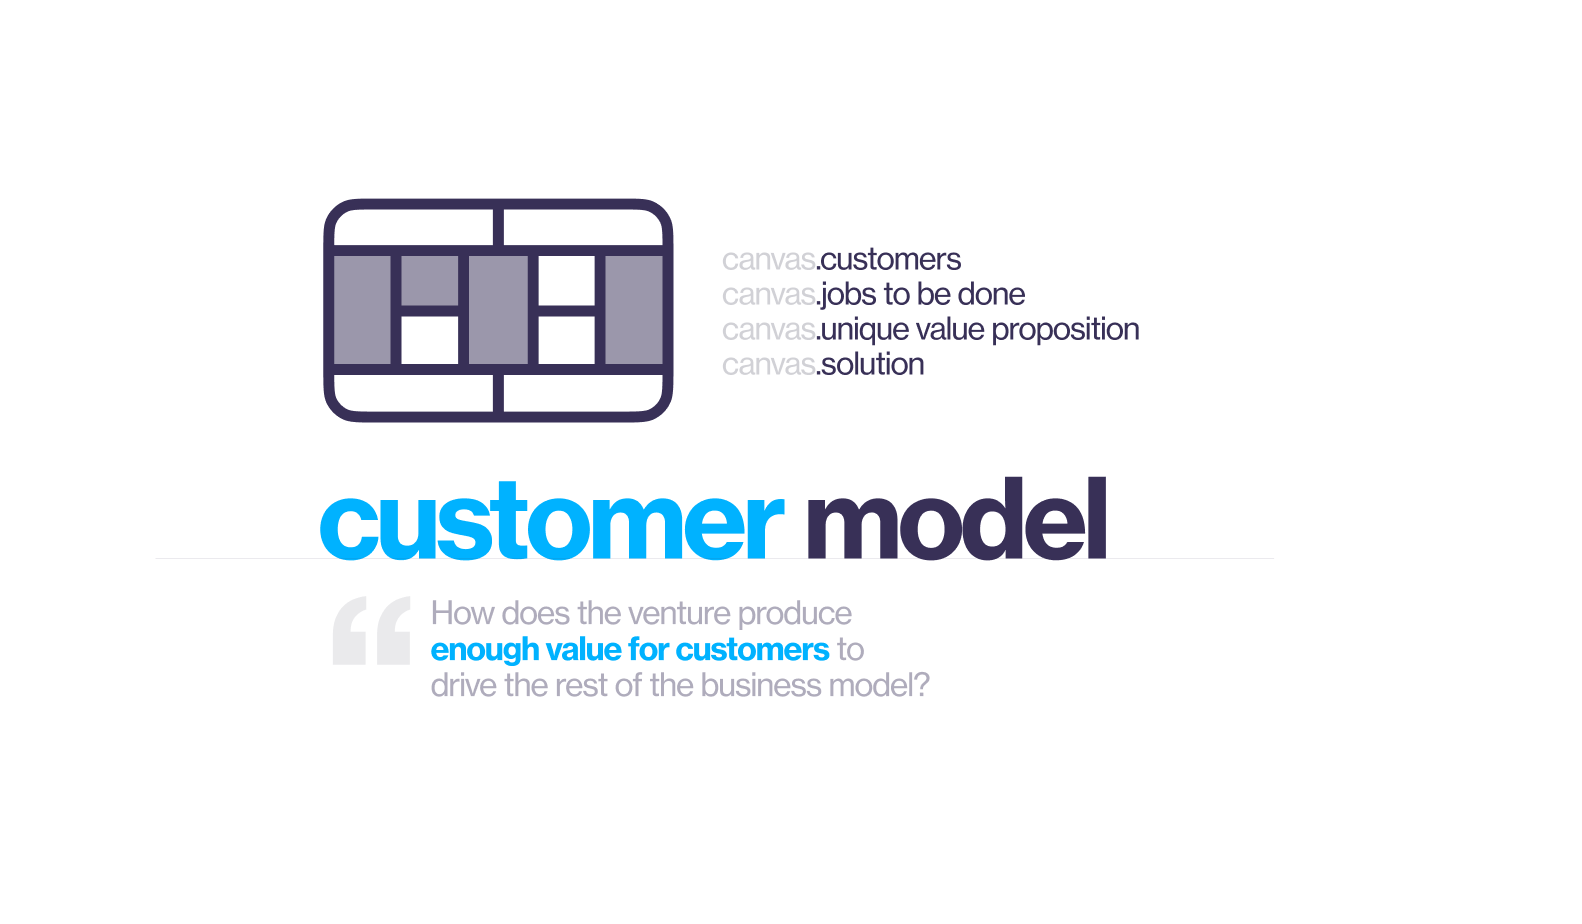 canvas.customers
canvas.jobs to be done
canvas.unique value proposition
canvas.solution
customer model
“
How does the venture produce
enough value for customers to
drive the rest of the business model?